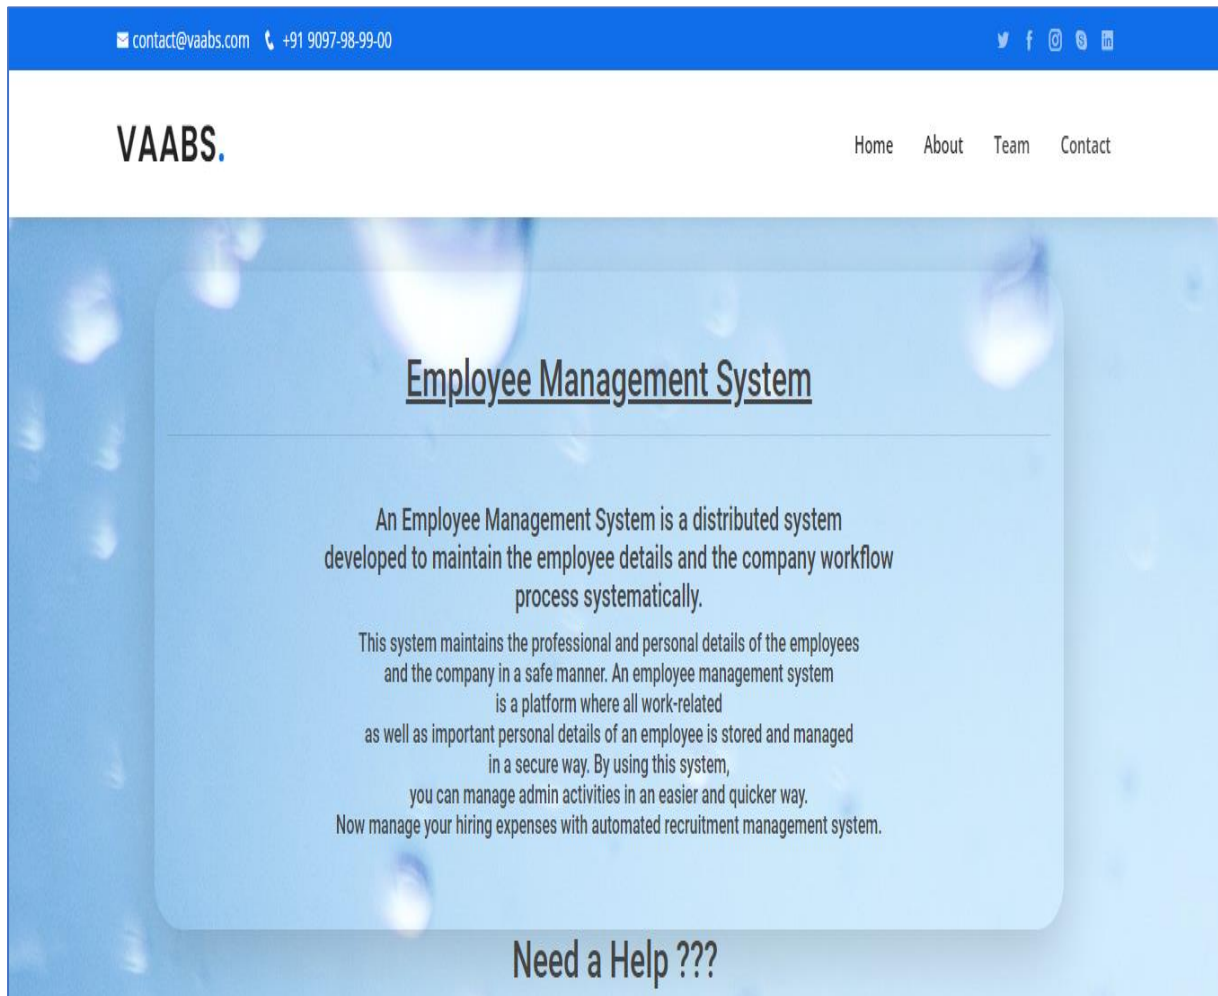 contact@vaabs.com +91 9097-98-99-00
VAABS.
Home About Team Contact
Employee Management System
An Employee Management System is a distributed system
developed to maintain the employee details and the company workflow
process systematically.
This system maintains the professional and personal details of the employees
and the company in a safe manner. An employee management system
is a platform where all work-related
as well as important personal details of an employee is stored and managed
in a secure way. By using this system,
you can manage admin activities in an easier and quicker way.
Now manage your hiring expenses with automated recruitment management system.
Need a Help ???